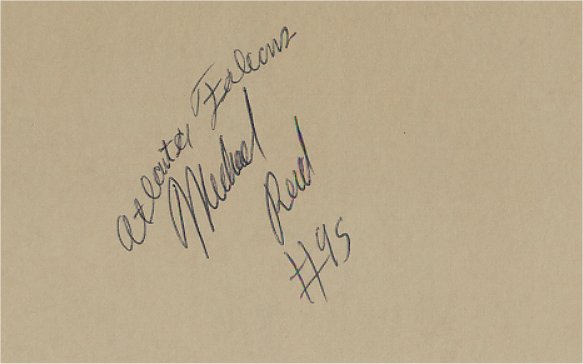 Atlanta Falcons
Michael
Reid
#95